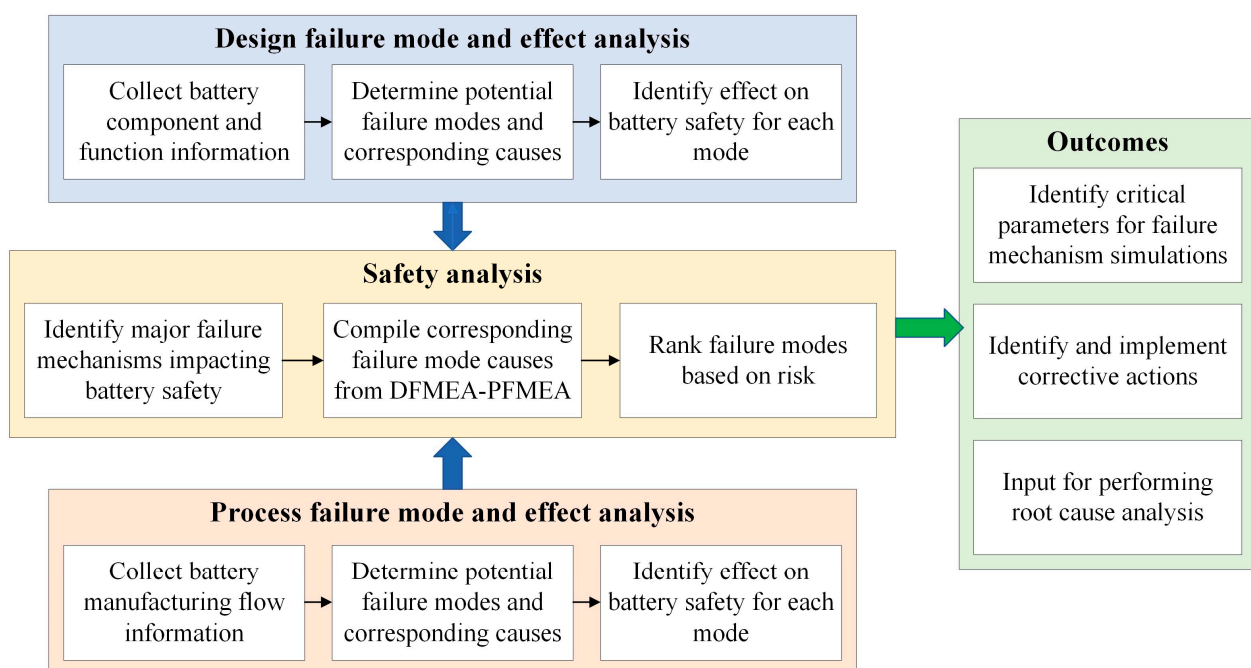 Design failure mode and effect analysis
Collect battery
component and
function information
Determine potential
failure modes and
corresponding causes
Identify effect on
battery safety for each
mode
Safety analysis
Identify major failure
mechanisms impacting
battery safety
Compile corresponding
failure mode causes
from DFMEA-PFMEA
Rank failure modes
based on risk
Process failure mode and effect analysis
Collect battery
manufacturing flow
information
Determine potential
failure modes and
corresponding causes
Identify effect on
battery safety for each
mode
Outcomes
Identify critical
parameters for failure
mechanism simulations
Identify and implement
corrective actions
Input for performing
root cause analysis